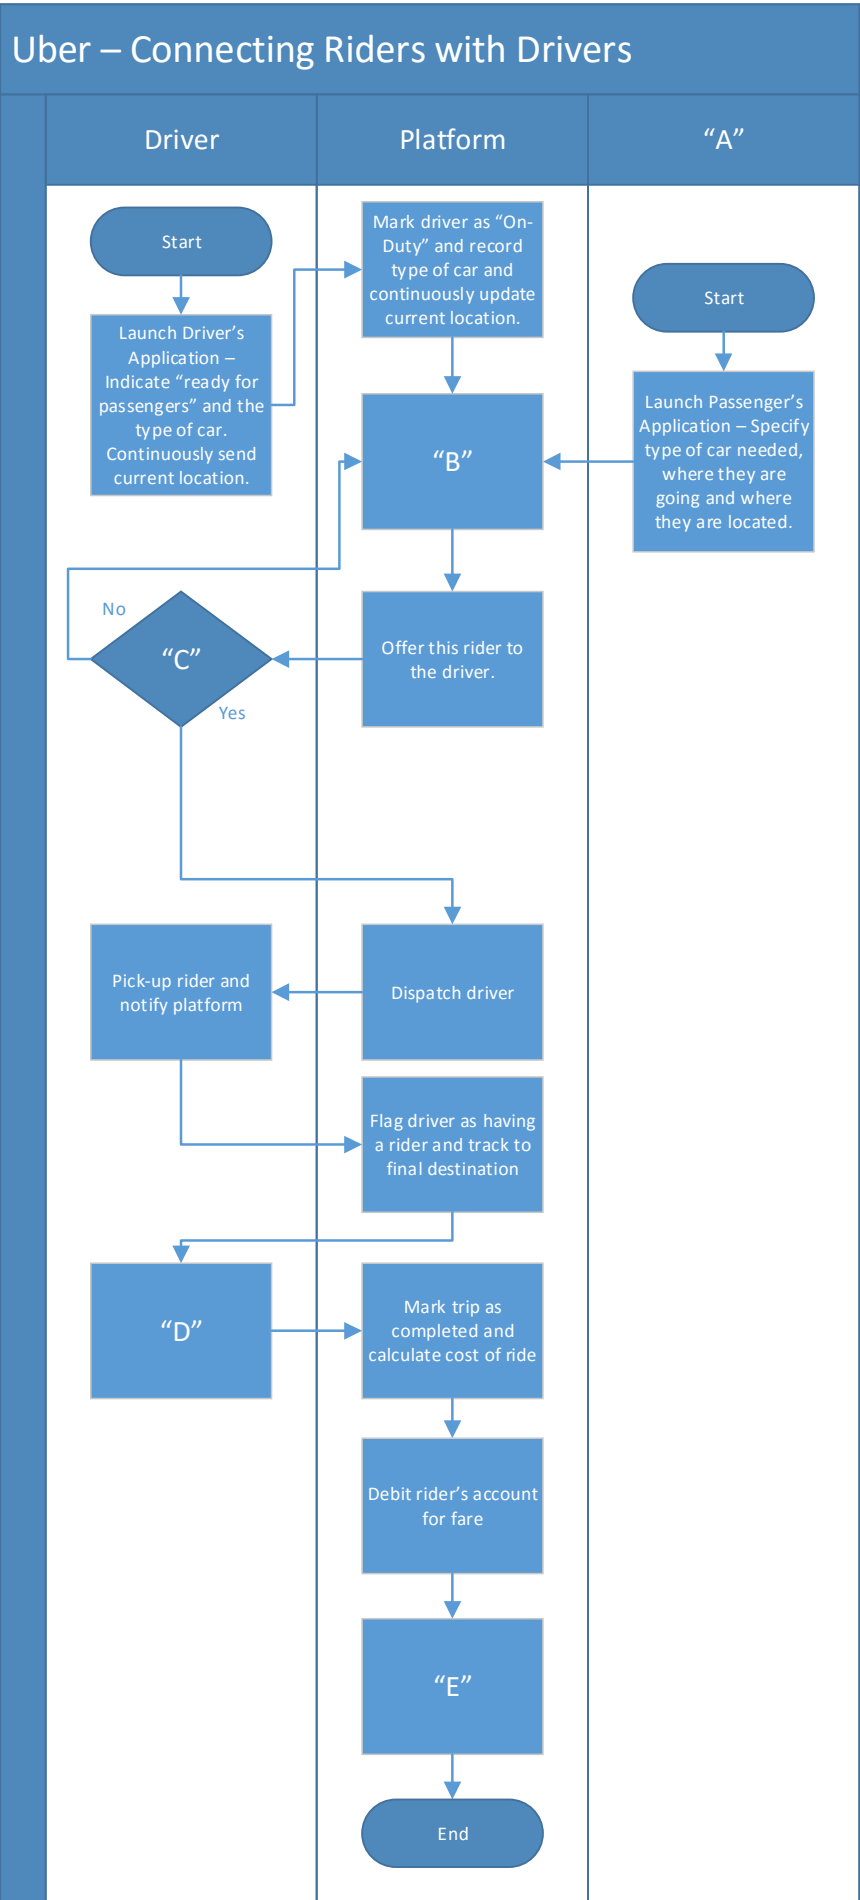 Uber – Connecting Riders with Drivers
Driver
Platform
“A”
Start
Launch Driver’s
Application –
Indicate “ready for
passengers” and the
type of car.
Continuously send
current location.
Mark driver as “On-
Duty” and record
type of car and
continuously update
current location.
Start
Launch Passenger’s
Application – Specify
type of car needed,
where they are
going and where
they are located.
“B”
Offer this rider to
the driver.
No
“C”
Yes
Dispatch driver
Pick-up rider and
notify platform
Flag driver as having
a rider and track to
final destination
“D”
Mark trip as
completed and
calculate cost of ride
Debit rider’s account
for fare
“E”
End